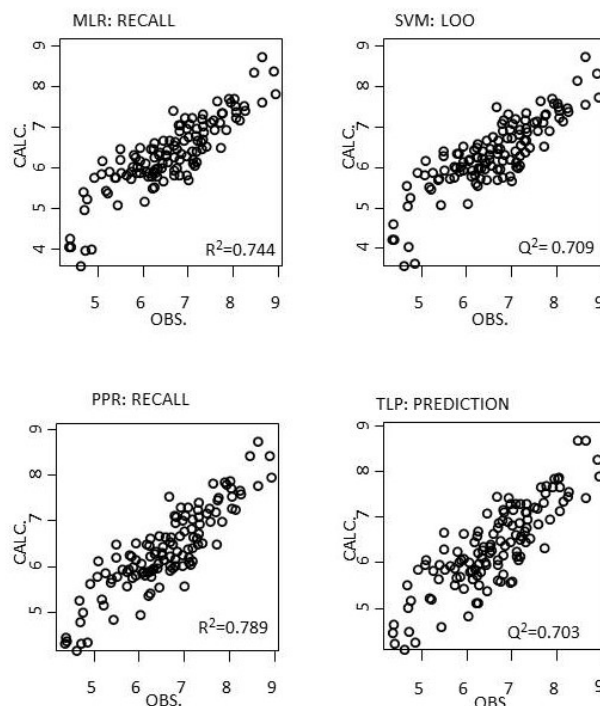 MLR: RECALL
9
8
7
6
5
4
CALC.
R²=0.744
5 6 7 8 9
OBS.
SVM: LOO
9
8
7
6
5
4
CALC.
Q²= 0.709
5 6 7 8 9
OBS.
PPR: RECALL
9
8
7
6
5
CALC.
R²=0.789
5 6 7 8 9
OBS.
TLP: PREDICTION
9
8
7
6
5
CALC.
Q²=0.703
5 6 7 8 9
OBS.